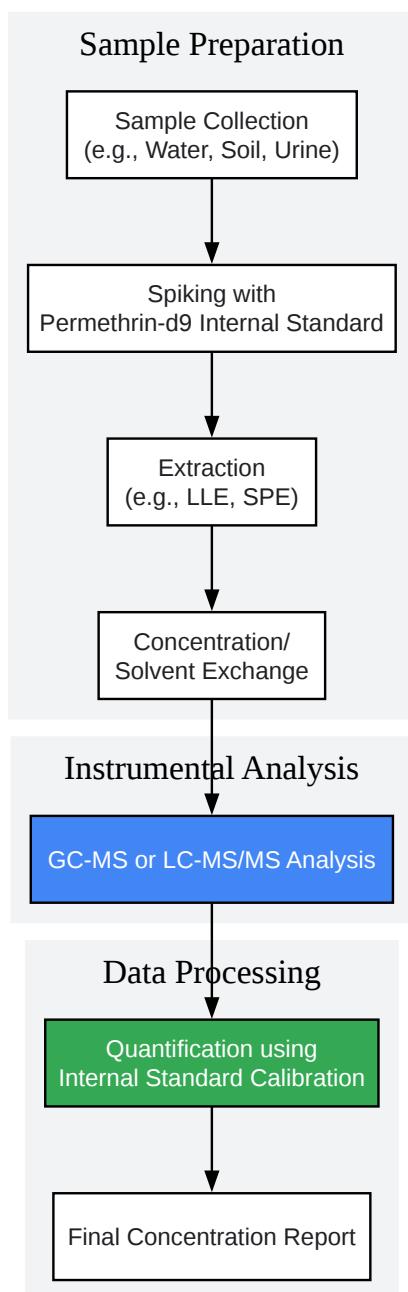 Sample Preparation
Sample Collection
(e.g., Water, Soil, Urine)
Spiking with
Permethrin-d9 Internal Standard
Extraction
(e.g., LLE, SPE)
Concentration/
Solvent Exchange
Instrumental Analysis
GC-MS or LC-MS/MS Analysis
Data Processing
Quantification using
Internal Standard Calibration
Final Concentration Report